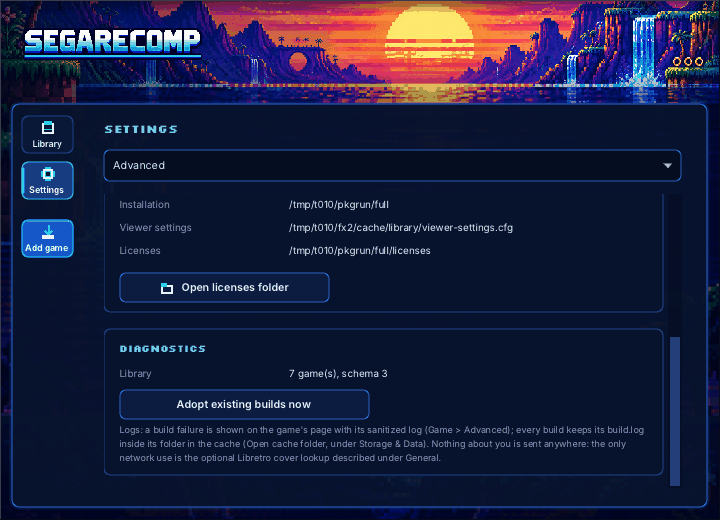 SEGARECOMP
Library
Settings
Add game
SETTINGS
Advanced
Installation /tmp/t010/pkgrun/full
Viewer settings /tmp/t010/fx2/cache/library/viewer-settings.cfg
Licenses /tmp/t010/pkgrun/full/licenses
Open licenses folder
DIAGNOSTICS
Library 7 game(s), schema 3
Adopt existing builds now
Logs: a build failure is shown on the game's page with its sanitized log (Game > Advanced); every build keeps its build.log
inside its folder in the cache (Open cache folder, under Storage & Data). Nothing about you is sent anywhere: the only
network use is the optional Libretro cover lookup described under General.